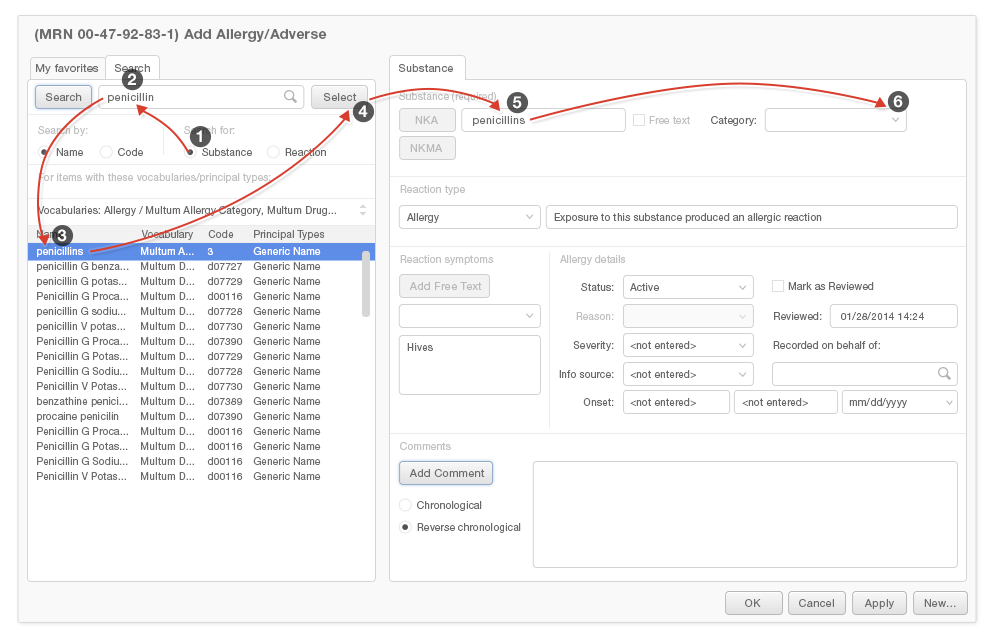 (MRN 00-47-92-83-1) Add Allergy/Adverse
My favorites Search
2
Search penicillin Select
4
Search by: Search for:
1
Name Code Substance Reaction
For items with these vocabularies/principal types:
Vocabularies: Allergy / Multum Allergy Category, Multum Drug...
3
Vocabulary Code Principal Types
penicillins Multum A... 3 Generic Name
penicillin G benza... Multum D... d07727 Generic Name
penicillin G potas... Multum D... d07729 Generic Name
Penicillin G Proca... Multum D... d00116 Generic Name
penicillin G sodiu... Multum D... d07728 Generic Name
penicillin V potas... Multum D... d07730 Generic Name
Penicillin G Proca... Multum D... d07390 Generic Name
Penicillin G Potas... Multum D... d07729 Generic Name
Penicillin G Sodiu... Multum D... d07728 Generic Name
Penicillin V Potas... Multum D... d07730 Generic Name
benzathine penici... Multum D... d07389 Generic Name
procaine penicilin Multum D... d07390 Generic Name
Penicillin G Proca... Multum D... d00116 Generic Name
Penicillin G Potas... Multum D... d00116 Generic Name
Penicillin G Sodiu... Multum D... d00116 Generic Name
Penicillin V Potas... Multum D... d00116 Generic Name
Substance
Substance (required)
5
6
NKA penicillins Free text Category:
NKMA
Reaction type
Allergy Exposure to this substance produced an allergic reaction
Reaction symptoms
Add Free Text
Hives
Allergy details
Status: Active Mark as Reviewed
Reason: Reviewed: 01/28/2014 14:24
Severity: <not entered> Recorded on behalf of:
Info source: <not entered>
Onset: <not entered> <not entered> mm/dd/yyyy
Comments
Add Comment
Chronological
Reverse chronological
OK Cancel Apply New...